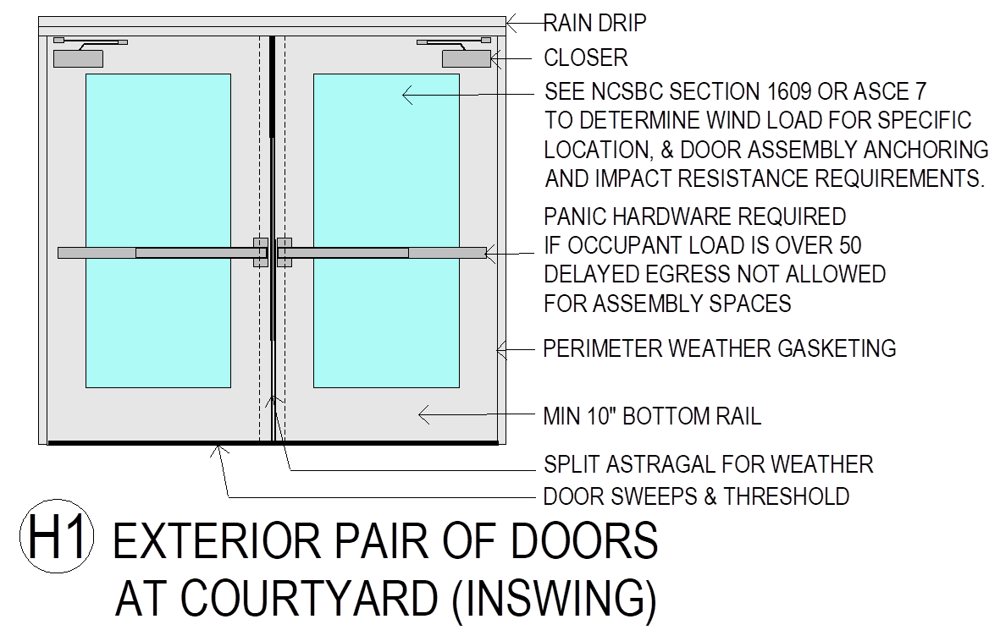 RAIN DRIP
CLOSER
SEE NCSBC SECTION 1609 OR ASCE 7
TO DETERMINE WIND LOAD FOR SPECIFIC
LOCATION, & DOOR ASSEMBLY ANCHORING
AND IMPACT RESISTANCE REQUIREMENTS.
PANIC HARDWARE REQUIRED
IF OCCUPANT LOAD IS OVER 50
DELAYED EGRESS NOT ALLOWED
FOR ASSEMBLY SPACES
PERIMETER WEATHER GASKETING
MIN 10" BOTTOM RAIL
SPLIT ASTRAGAL FOR WEATHER
DOOR SWEEPS & THRESHOLD
H1 EXTERIOR PAIR OF DOORS
AT COURTYARD (INSWING)